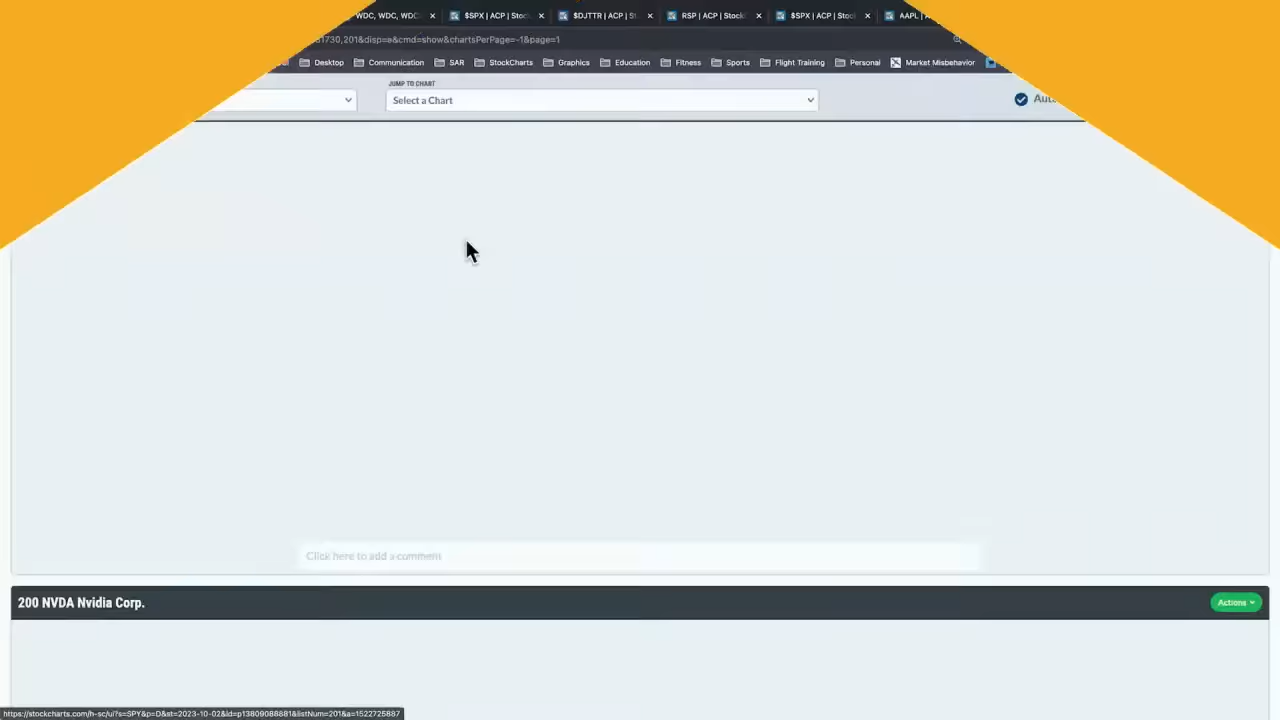 WDC, WDC, WDC × $SPX | ACP | Stoc × $DJTTR | ACP | S × RSP | ACP | Stock × $SPX | ACP | Stoc × AAPL |
1730,201&disp=e&cmd=show&chartsPerPage=-1&page=1
Desktop Communication SAR StockCharts Graphics Education Fitness Sports Flight Training Personal Market Misbehavior
JUMP TO CHART
Select a Chart
Click here to add a comment
200 NVDA Nvidia Corp. Actions
https://stockcharts.com/h-sc/ui?s=SPY&p=D&st=2023-10-02&id=p13809088881&listNum=201&a=1522725887